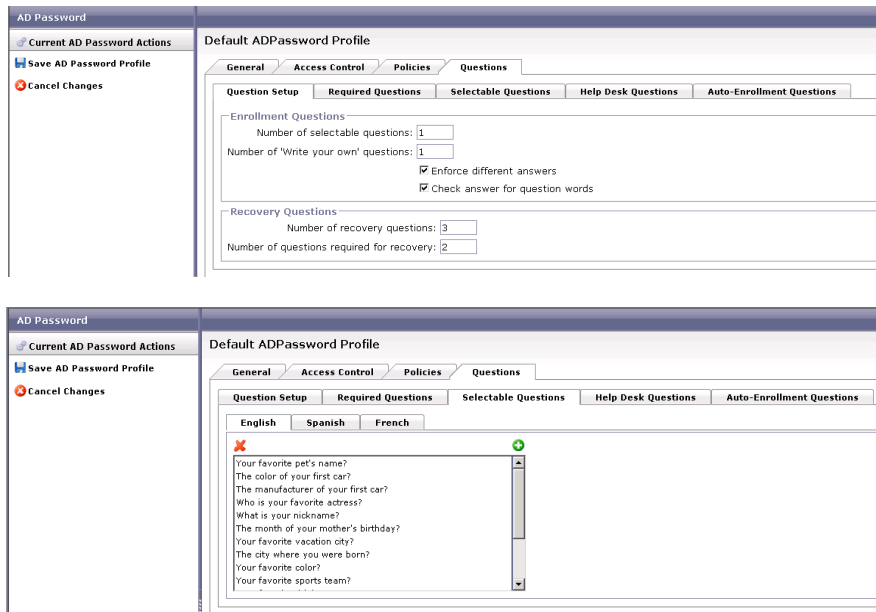 AD Password
Current AD Password Actions
Save AD Password Profile
Cancel Changes
Default ADPassword Profile
General Access Control Policies Questions
Question Setup Required Questions Selectable Questions Help Desk Questions Auto-Enrollment Questions
Enrollment Questions
Number of selectable questions: 1
Number of 'Write your own' questions: 1
Enforce different answers
Check answer for question words
Recovery Questions
Number of recovery questions: 3
Number of questions required for recovery: 2
AD Password
Current AD Password Actions
Save AD Password Profile
Cancel Changes
Default ADPassword Profile
General Access Control Policies Questions
Question Setup Required Questions Selectable Questions Help Desk Questions Auto-Enrollment Questions
English Spanish French
Your favorite pet's name?
The color of your first car?
The manufacturer of your first car?
Who is your favorite actress?
What is your nickname?
The month of your mother's birthday?
Your favorite vacation city?
The city where you were born?
Your favorite color?
Your favorite sports team?